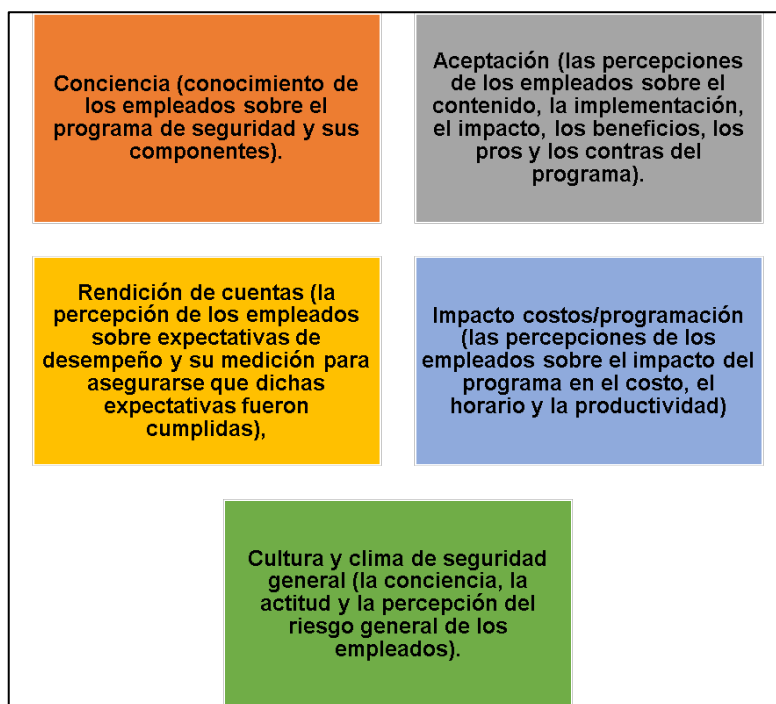 Conciencia (conocimiento de
los empleados sobre el
programa de seguridad y sus
componentes).
Aceptación (las percepciones
de los empleados sobre el
contenido, la implementación,
el impacto, los beneficios, los
pros y los contras del
programa).
Rendición de cuentas (la
percepción de los empleados
sobre expectativas de
desempeño y su medición para
asegurarse que dichas
expectativas fueron
cumplidas),
Impacto costos/programación
(las percepciones de los
empleados sobre el impacto del
programa en el costo, el
horario y la productividad)
Cultura y clima de seguridad
general (la conciencia, la
actitud y la percepción del
riesgo general de los
empleados).